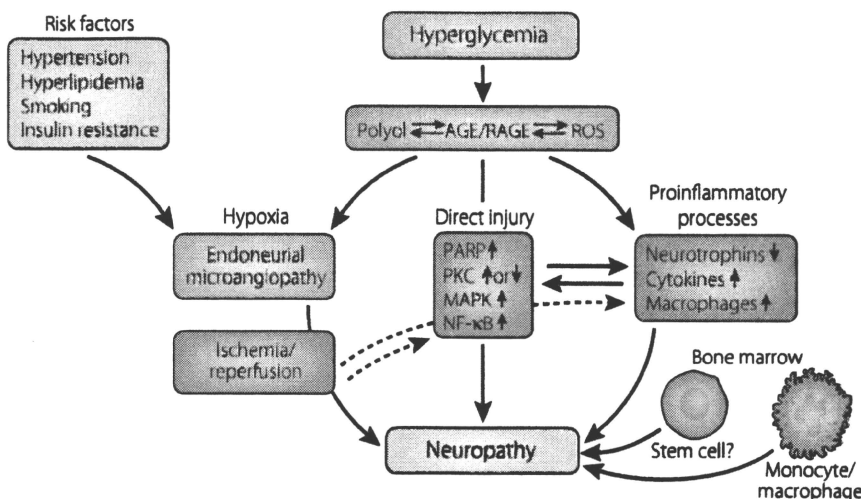 Risk factors
Hypertension
Hyperlipidemia
Smoking
Insulin resistance
Hyperglycemia
Polyol AGE/RAGE ROS
Hypoxia
Endoneurial
microangiopathy
Ischemia/
reperfusion
Direct injury
PARP ↑
PKC ↑ or ↓
MAPK ↑
NF-κB ↑
Proinflammatory
processes
Neurotrophins ↓
Cytokines ↑
Macrophages ↑
Neuropathy
Bone marrow
Stem cell?
Monocyte/
macrophage